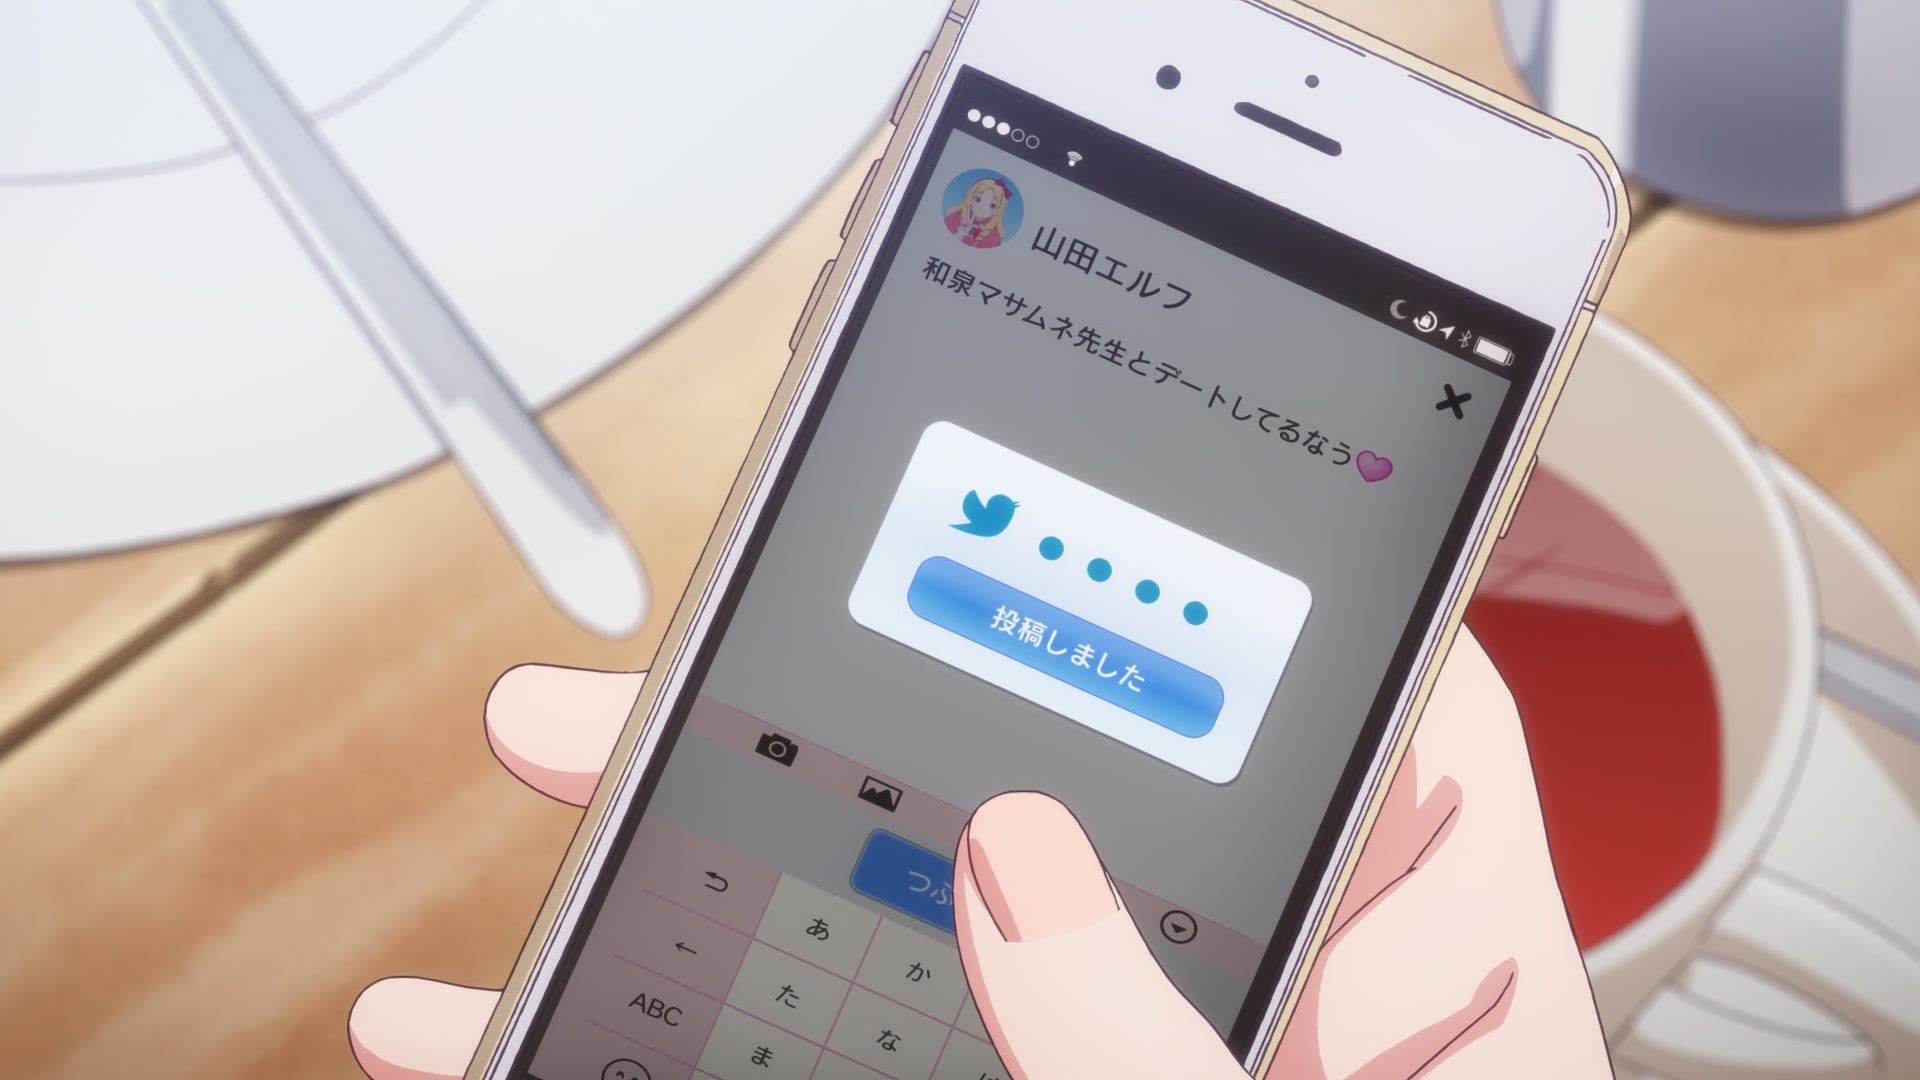 山田エルフ
和泉マサムネ先生とデートしてるなう
投稿しました
つぶ
あ
か
ABC
た
な
ま